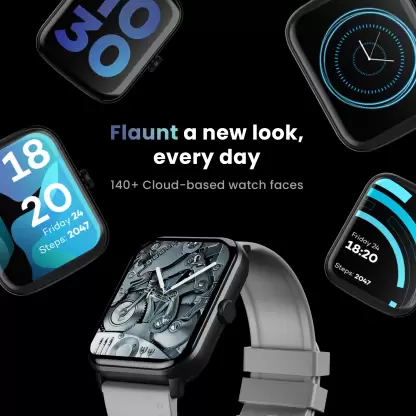 10
30
Flaunt a new look,
every day
140+ Cloud-based watch faces
18
20
Friday 24
Steps: 2047
Friday 24
18:20
Steps: 2047